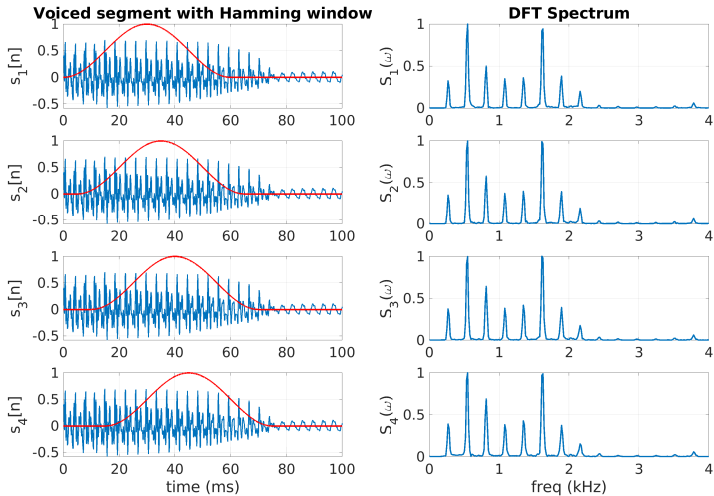 Voiced segment with Hamming window
DFT Spectrum
1
0.5
0
-0.5
s1[n]
0 20 40 60 80 100
1
0.5
0
S1(ω)
0 1 2 3 4
1
0.5
0
-0.5
s2[n]
0 20 40 60 80 100
1
0.5
0
S2(ω)
0 1 2 3 4
1
0.5
0
-0.5
s3[n]
0 20 40 60 80 100
1
0.5
0
S3(ω)
0 1 2 3 4
1
0.5
0
-0.5
s4[n]
0 20 40 60 80 100
time (ms)
1
0.5
0
S4(ω)
0 1 2 3 4
freq (kHz)